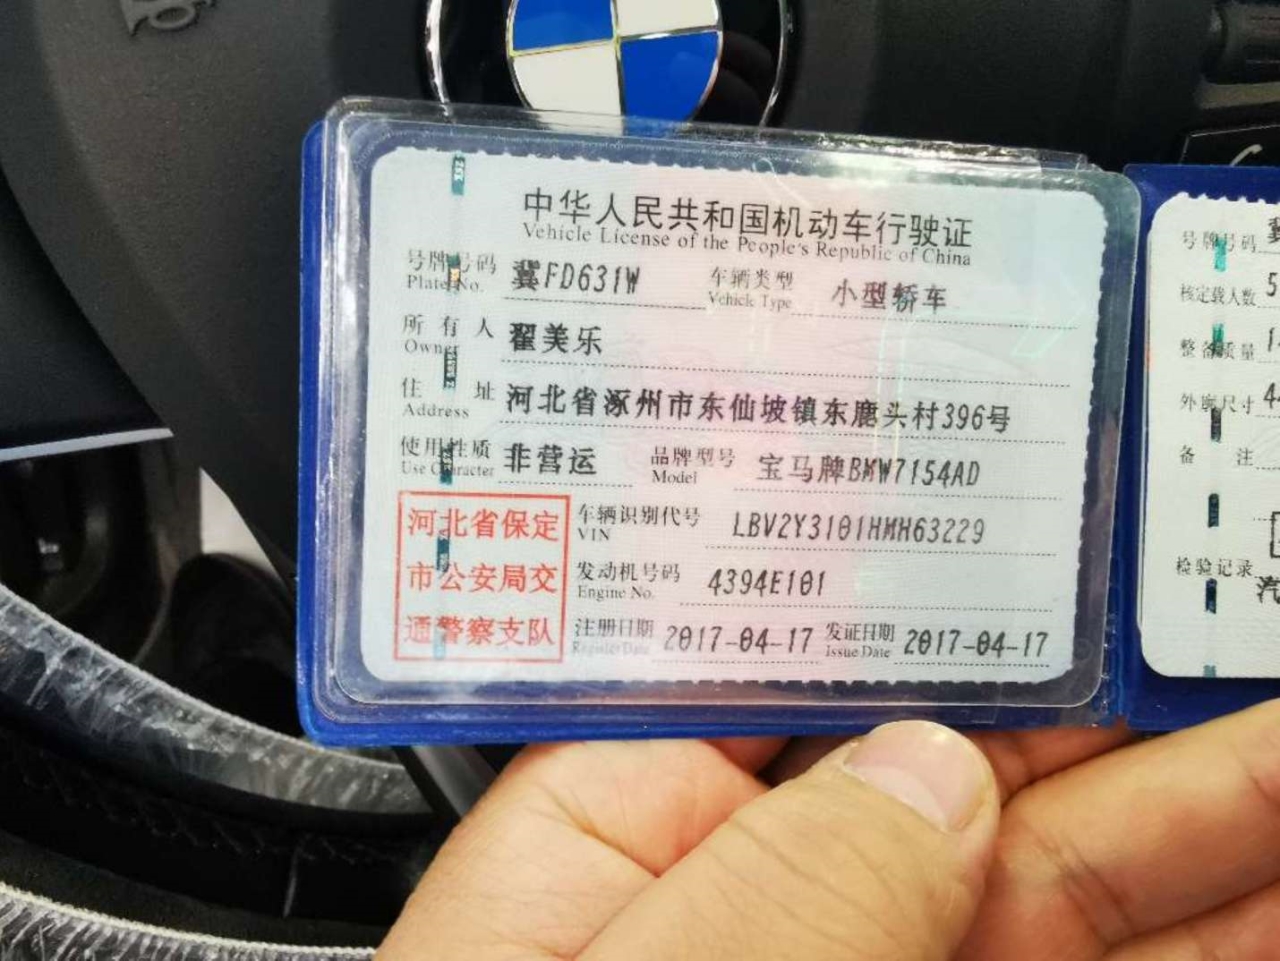 中华人民共和国机动车行驶证
Vehicle License of the People's Republic of China
号牌号码 冀FD631W 车辆类型 小型轿车
Plate No. Vehicle Type
所有人 翟美乐
Owner
住址 河北省涿州市东仙坡镇东鹿头村396号
Address
使用性质 非营运 品牌型号 宝马牌BMW7154AD
Use Character Model
河北省保定
市公安局交
通警察支队
车辆识别代号 LBV2Y3101HMH63229
VIN
发动机号码 4394E101
Engine No.
注册日期 2017-04-17 发证日期 2017-04-17
Register Date Issue Date
号牌号码
核定载人数 5
整备质量
外廓尺寸 44
备注
检验记录